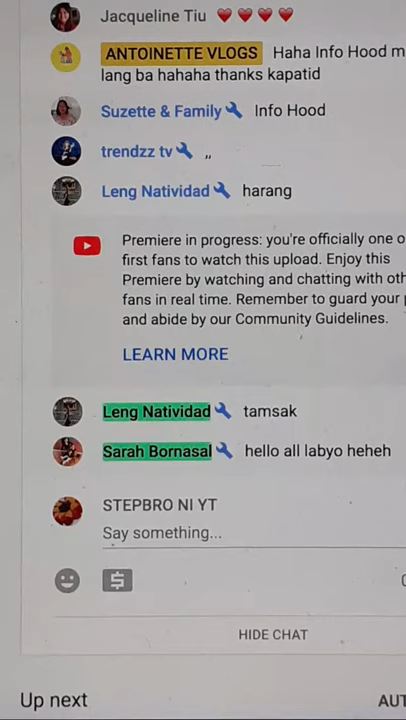 Jacqueline Tiu
ANTOINETTE VLOGS Haha Info Hood m
lang ba hahaha thanks kapatid
Suzette & Family Info Hood
trendzz tv ,,
Leng Natividad harang
Premiere in progress: you're officially one o
first fans to watch this upload. Enjoy this
Premiere by watching and chatting with oth
fans in real time. Remember to guard your
and abide by our Community Guidelines.
LEARN MORE
Leng Natividad tamsak
Sarah Bornasal hello all labyo heheh
STEPBRO NI YT
Say something...
HIDE CHAT
Up next
AUT